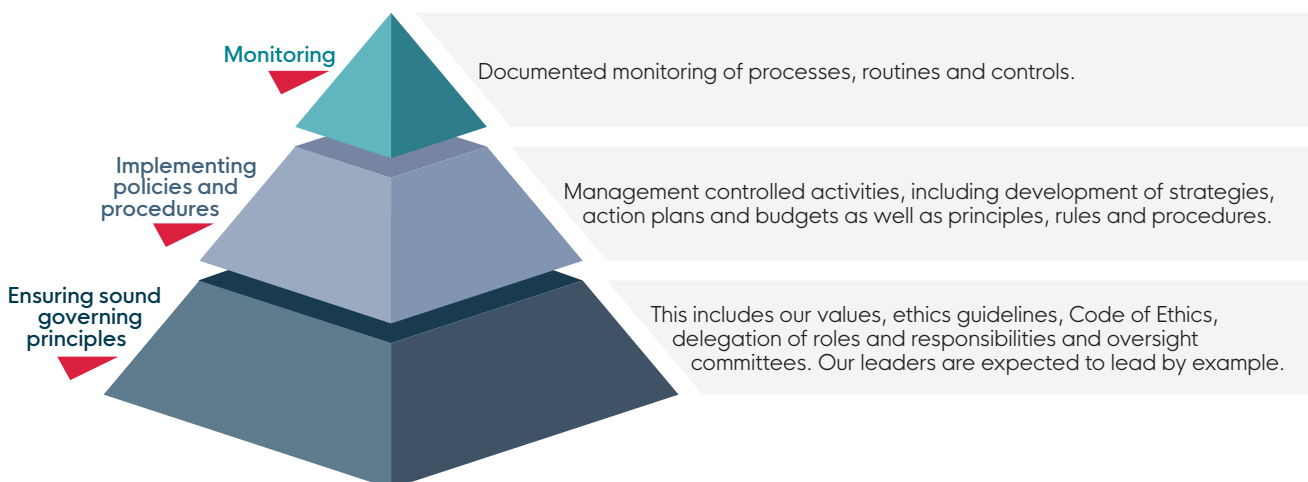 Monitoring
Documented monitoring of processes, routines and controls.
Implementing
policies and
procedures
Management controlled activities, including development of strategies,
action plans and budgets as well as principles, rules and procedures.
Ensuring sound
governing
principles
This includes our values, ethics guidelines, Code of Ethics,
delegation of roles and responsibilities and oversight
committees. Our leaders are expected to lead by example.